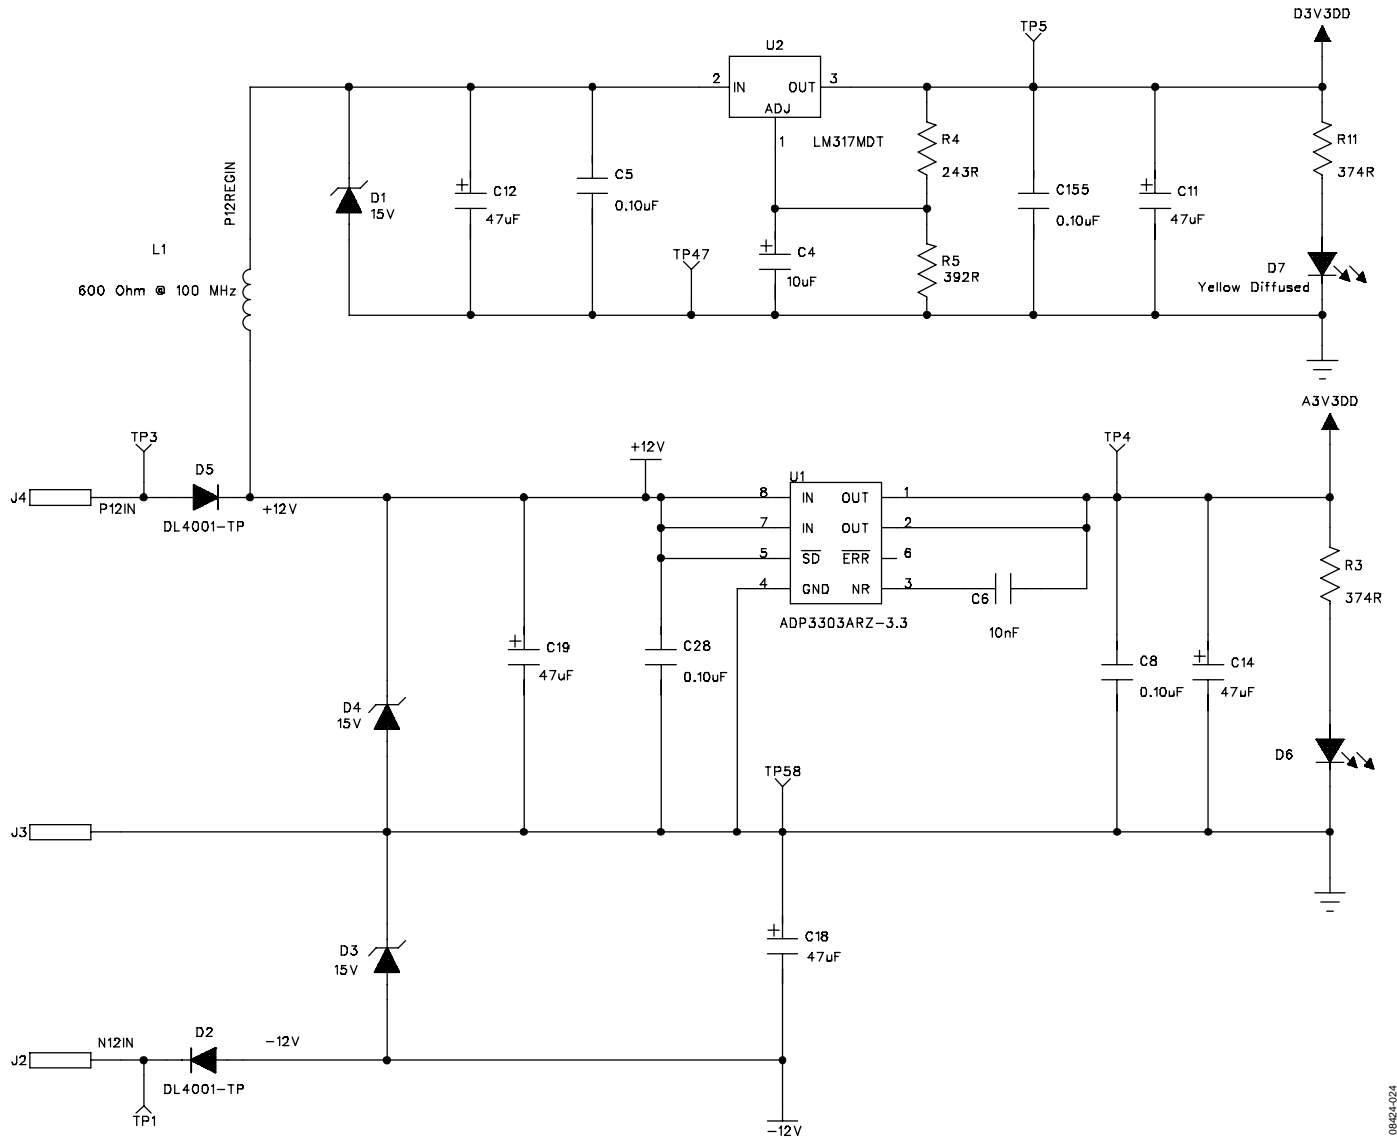 D3V3DD
TP5
U2
2 IN OUT 3
ADJ
1
LM317MDT
R4
243R
R11
374R
P12REGIN
D1
15V
C12
47uF
C5
0.10uF
C155
0.10uF
C11
47uF
L1
600 Ohm @ 100 MHz
TP47
C4
10uF
R5
392R
D7
Yellow Diffused
A3V3DD
TP3
D5
+12V
U1
TP4
J4
P12IN
DL4001-TP
+12V
8 IN OUT 1
7 IN OUT 2
5 SD ERR 6
4 GND NR 3
ADP3303ARZ-3.3
C6
10nF
R3
374R
C19
47uF
C28
0.10uF
C8
0.10uF
C14
47uF
D4
15V
D6
TP58
J3
D3
15V
C18
47uF
J2
N12IN
D2
-12V
DL4001-TP
TP1
-12V
08424-024